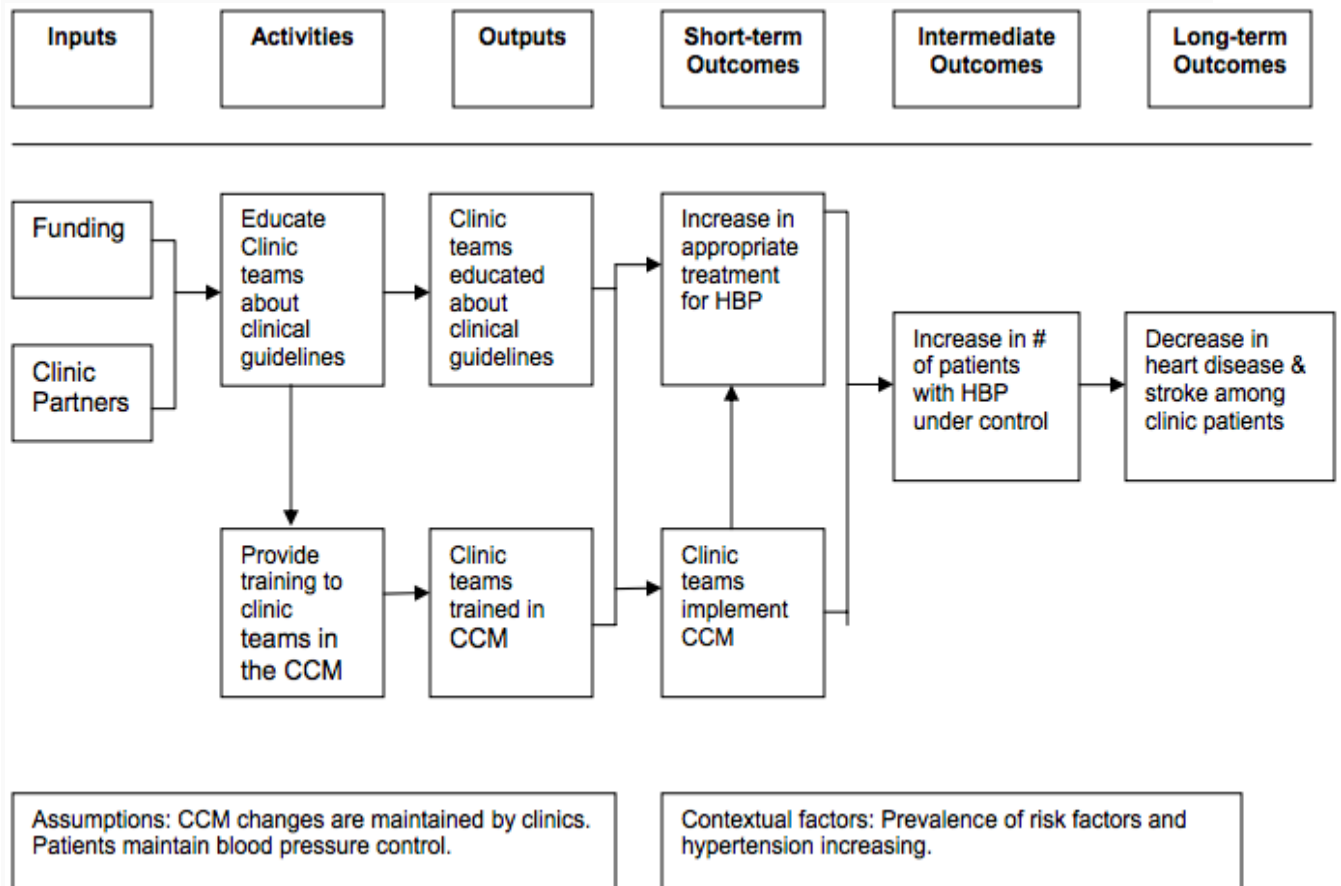 Inputs
Activities
Outputs
Short-term
Outcomes
Intermediate
Outcomes
Long-term
Outcomes
Funding
Clinic
Partners
Educate
Clinic
teams
about
clinical
guidelines
Clinic
teams
educated
about
clinical
guidelines
Increase in
appropriate
treatment
for HBP
Increase in #
of patients
with HBP
under control
Decrease in
heart disease &
stroke among
clinic patients
Provide
training to
clinic
teams in
the CCM
Clinic
teams
trained in
CCM
Clinic
teams
implement
CCM
Assumptions: CCM changes are maintained by clinics.
Patients maintain blood pressure control.
Contextual factors: Prevalence of risk factors and
hypertension increasing.